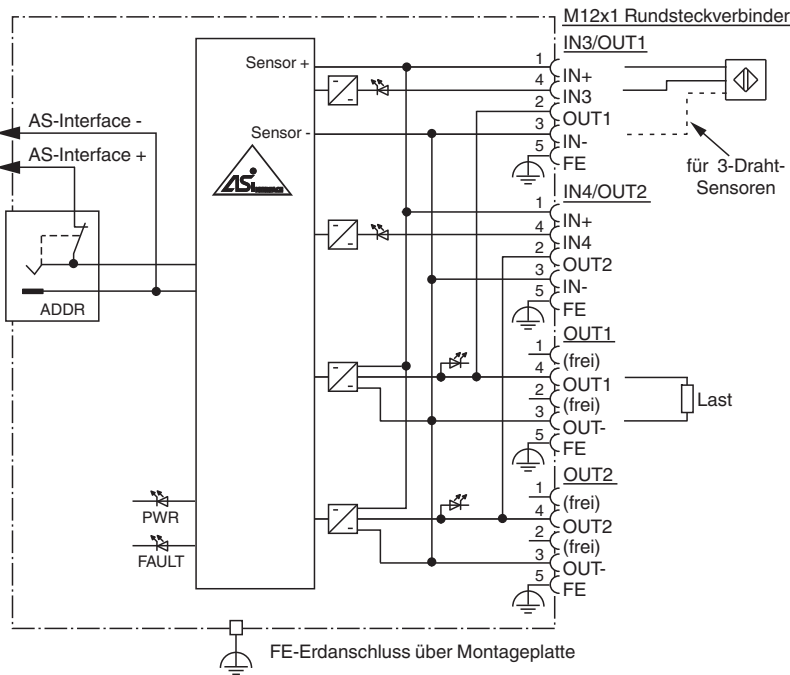 M12x1 Rundsteckverbinder
IN3/OUT1
Sensor +
1
IN+
4
IN3
2
OUT1
AS-Interface -
Sensor -
3
IN-
AS-Interface +
5
FE
für 3-Draht-
Sensoren
ASi
INTERFACE
IN4/OUT2
1
IN+
4
IN4
2
OUT2
3
IN-
5
FE
ADDR
OUT1
1
(frei)
4
OUT1
2
(frei)
Last
3
OUT-
5
FE
OUT2
1
(frei)
4
OUT2
2
(frei)
3
OUT-
5
FE
PWR
FAULT
FE-Erdanschluss über Montageplatte